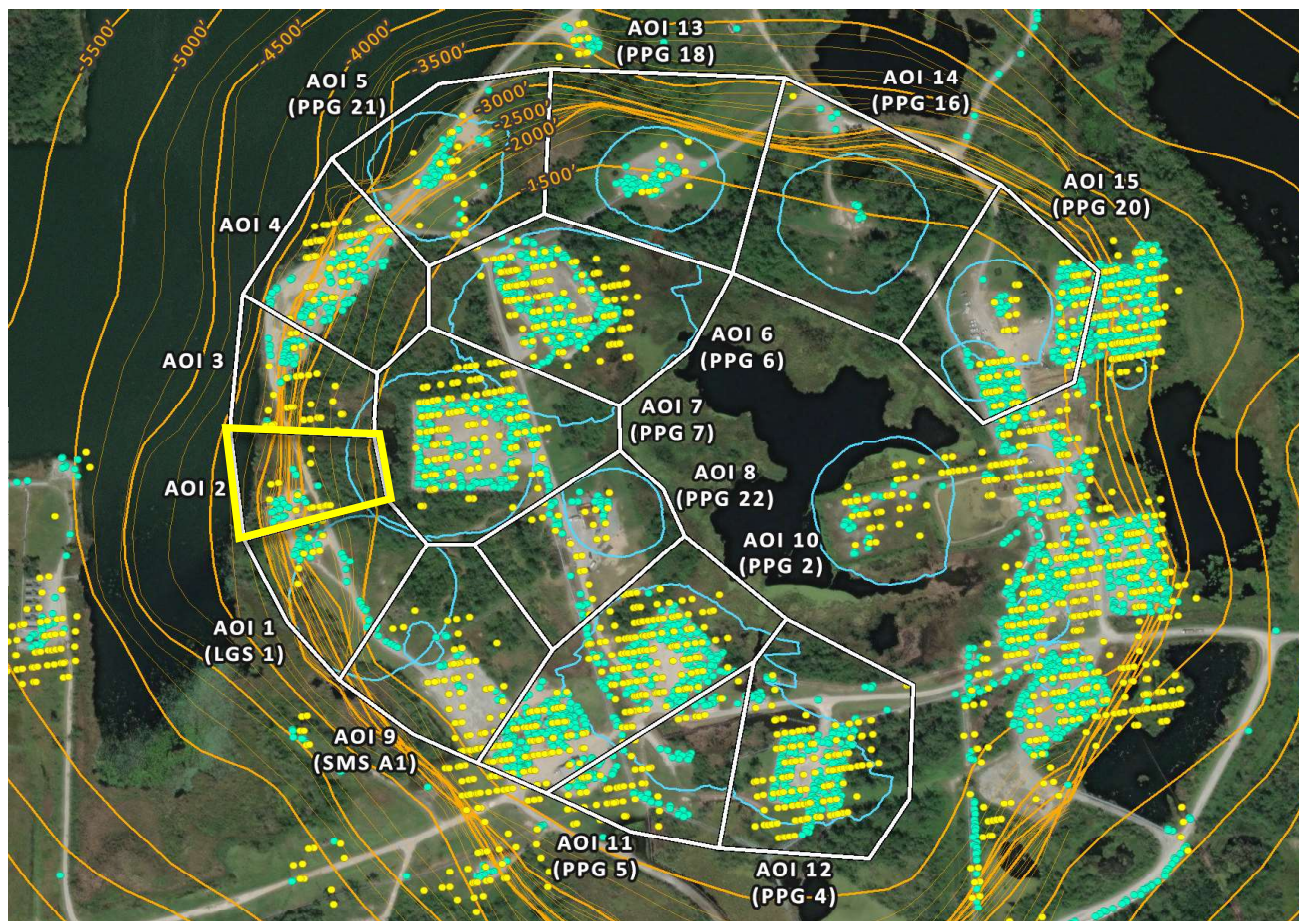 -5500'
-5000'
-4500'
-4000'
-3500'
-3000'
-2500'
-2000'
-1500'
AOI 13
(PPG 18)
AOI 14
(PPG 16)
AOI 5
(PPG 21)
AOI 15
(PPG 20)
AOI 4
AOI 3
AOI 6
(PPG 6)
AOI 7
(PPG 7)
AOI 2
AOI 8
(PPG 22)
AOI 10
(PPG 2)
AOI 1
(LGS 1)
AOI 9
(SMS A1)
AOI 11
(PPG 5)
AOI 12
(PPG 4)